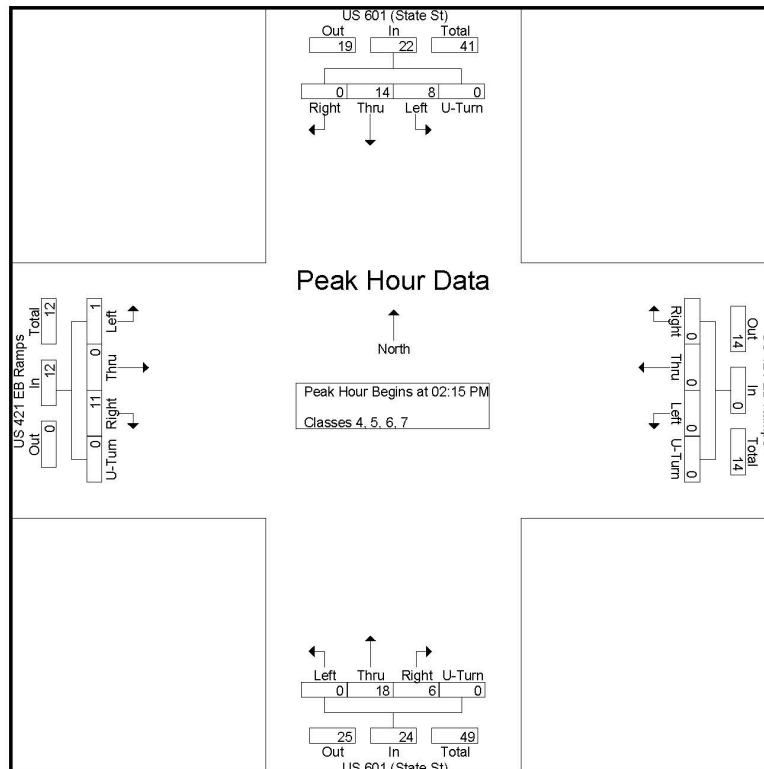 US 601 (State St)
Out In Total
19 22 41
0 14 8 0
Right Thru Left U-Turn
Peak Hour Data
North
Peak Hour Begins at 02:15 PM
Classes 4, 5, 6, 7
US 421 EB Ramps
Total In Out
12 12 0
1 0 11 0
Left Thru Right U-Turn
Right Thru Left U-Turn
0 0 0 0
Out In Total
14 0 14
Left Thru Right U-Turn
0 18 6 0
25 24 49
Out In Total
US 601 (State St)